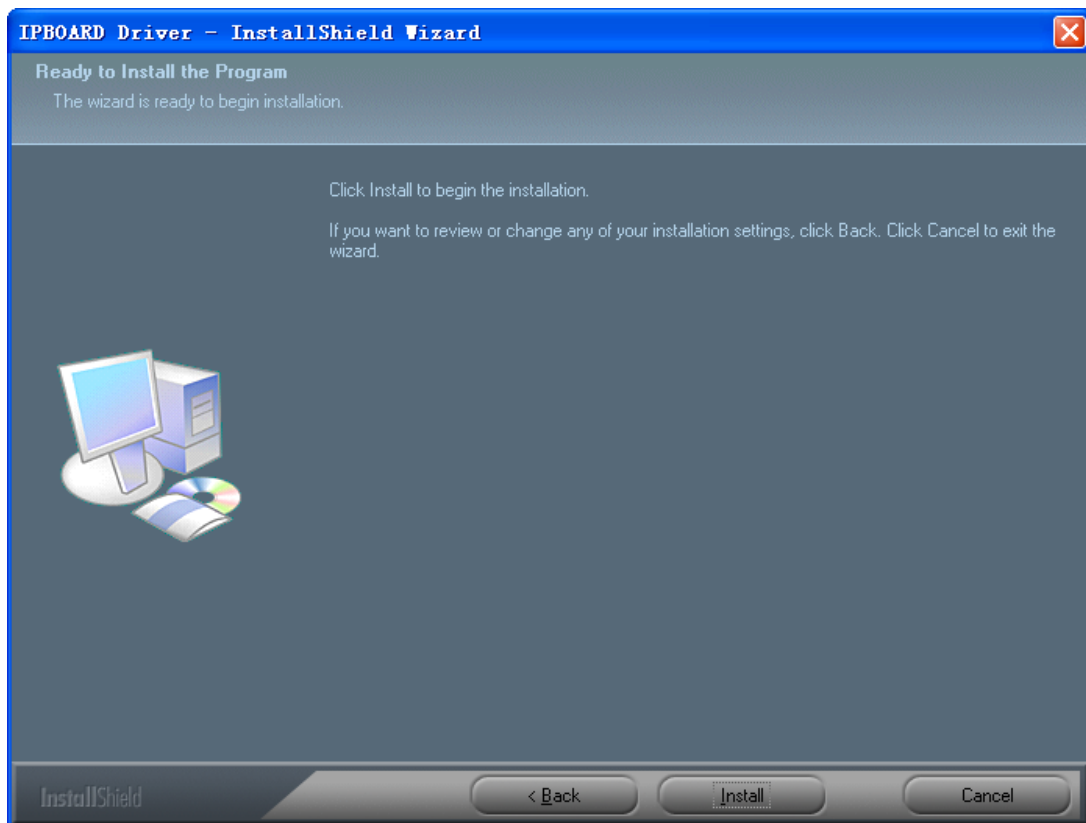 IPBOARD Driver - InstallShield Wizard
Ready to Install the Program
The wizard is ready to begin installation.
Click Install to begin the installation.
If you want to review or change any of your installation settings, click Back. Click Cancel to exit the
wizard.
InstallShield
< Back
Install
Cancel